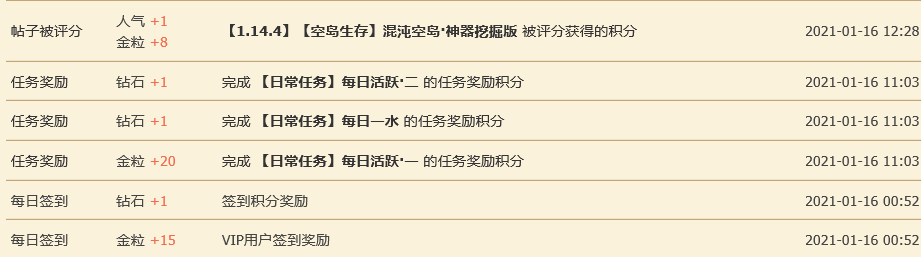 帖子被评分 人气 +1 金粒 +8 【1.14.4】【空岛生存】混沌空岛·神器挖掘版 被评分获得的积分 2021-01-16 12:28
任务奖励 钻石 +1 完成 【日常任务】每日活跃·二 的任务奖励积分 2021-01-16 11:03
任务奖励 钻石 +1 完成 【日常任务】每日一水 的任务奖励积分 2021-01-16 11:03
任务奖励 金粒 +20 完成 【日常任务】每日活跃·一 的任务奖励积分 2021-01-16 11:03
每日签到 钻石 +1 签到积分奖励 2021-01-16 00:52
每日签到 金粒 +15 VIP用户签到奖励 2021-01-16 00:52